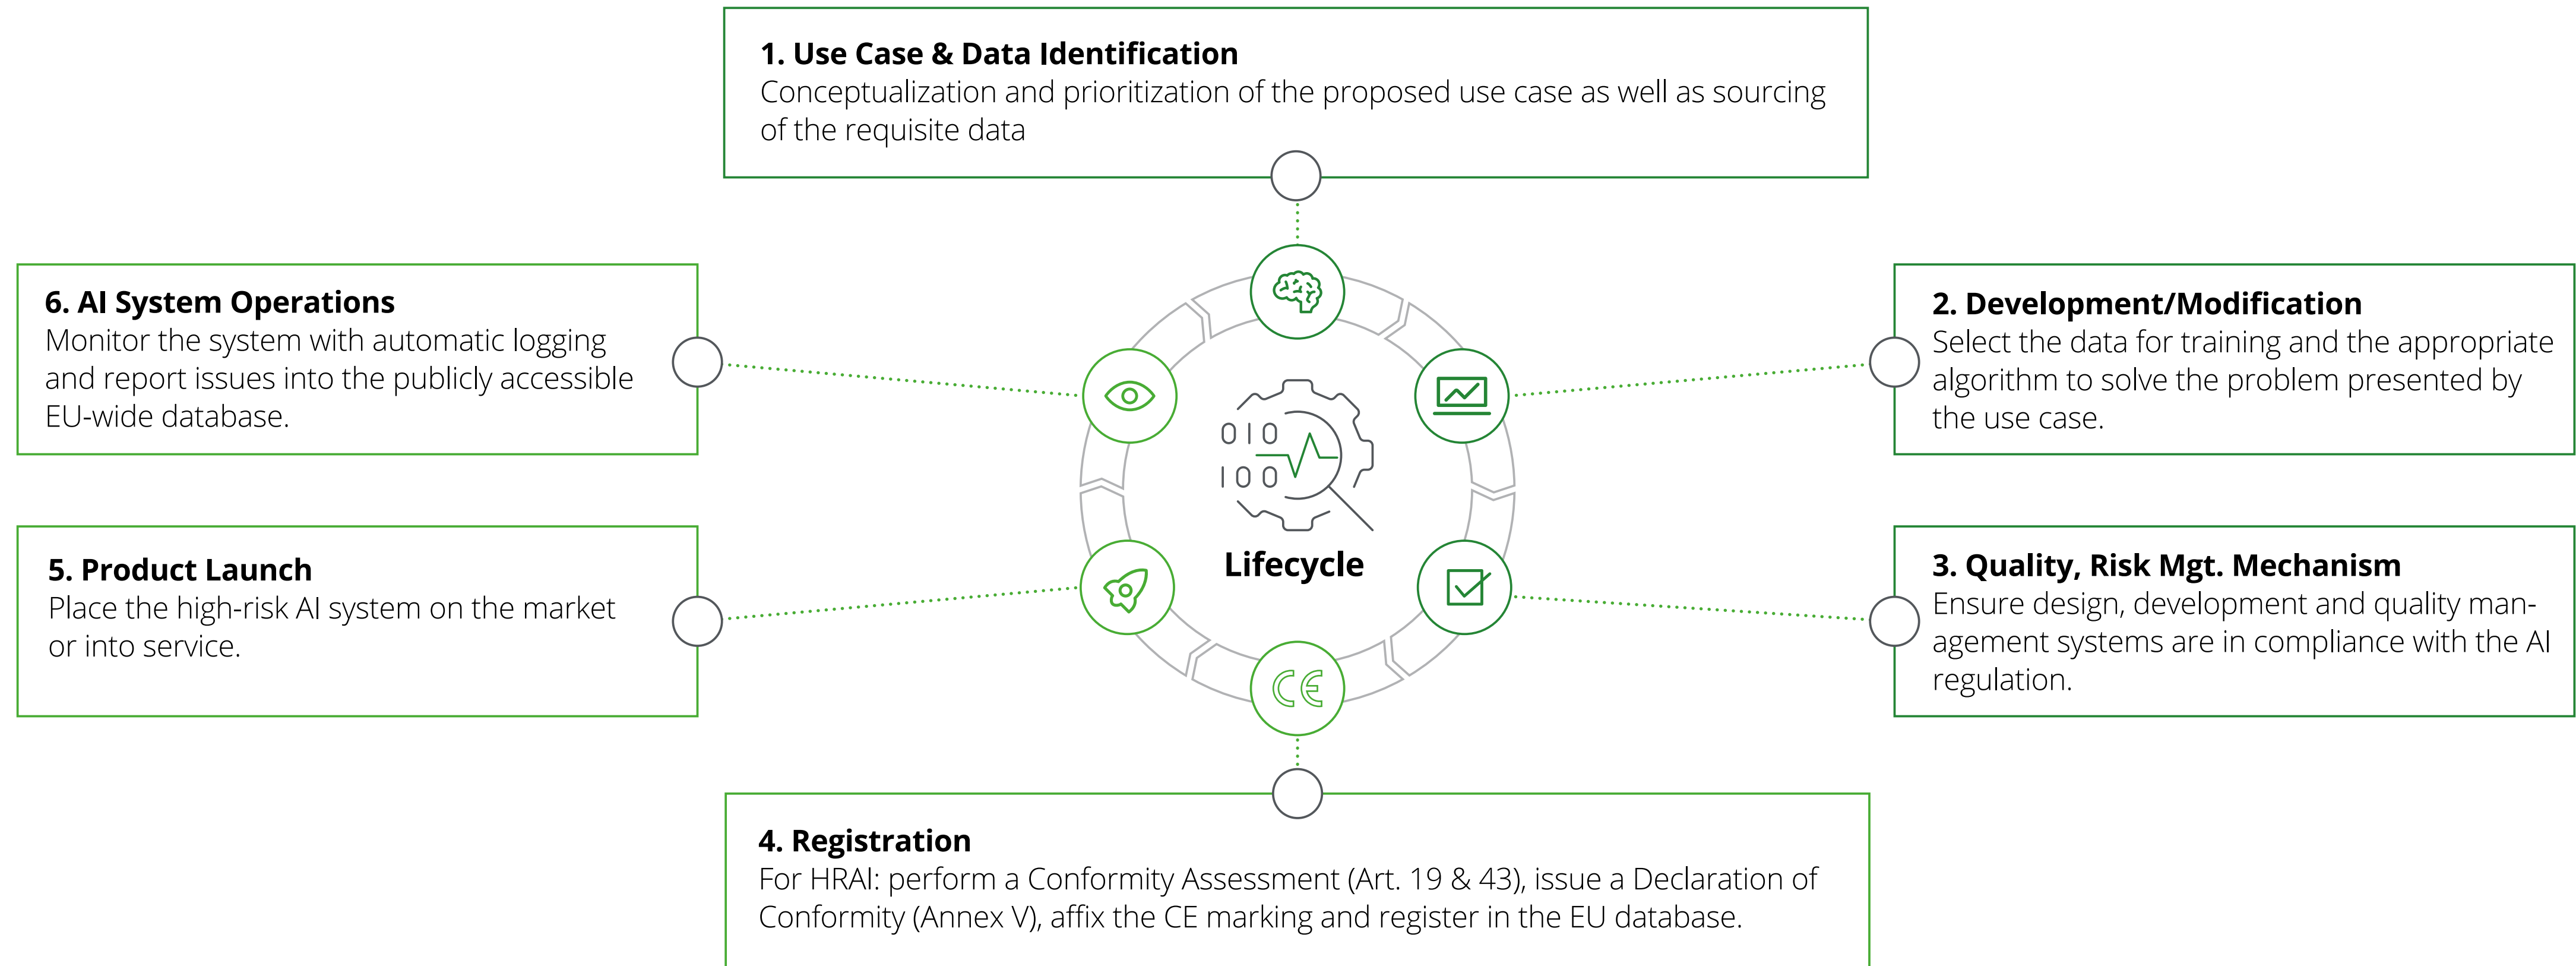 1. Use Case & Data Identification
Conceptualization and prioritization of the proposed use case as well as sourcing
of the requisite data
2. Development/Modification
Select the data for training and the appropriate
algorithm to solve the problem presented by
the use case.
3. Quality, Risk Mgt. Mechanism
Ensure design, development and quality man-
agement systems are in compliance with the AI
regulation.
4. Registration
For HRAI: perform a Conformity Assessment (Art. 19 & 43), issue a Declaration of
Conformity (Annex V), affix the CE marking and register in the EU database.
5. Product Launch
Place the high-risk AI system on the market
or into service.
6. AI System Operations
Monitor the system with automatic logging
and report issues into the publicly accessible
EU-wide database.
010
100
Lifecycle
CE